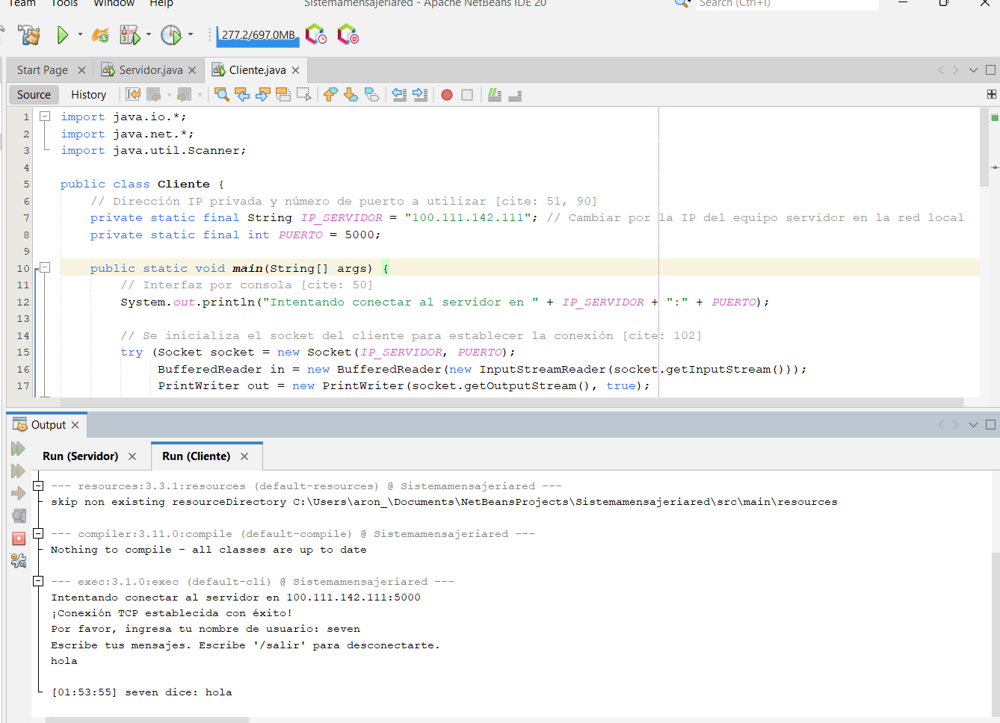 Team Tools Window Help Sistemamensajeriared - Apache NetBeans IDE 20 Search (Ctrl+I)
277.2/697.0MB
Start Page Servidor.java Cliente.java
Source History
1 import java.io.*;
2 import java.net.*;
3 import java.util.Scanner;
4
5 public class Cliente {
6 // Dirección IP privada y número de puerto a utilizar [cite: 51, 90]
7 private static final String IP_SERVIDOR = "100.111.142.111"; // Cambiar por la IP del equipo servidor en la red local
8 private static final int PUERTO = 5000;
9
10 public static void main(String[] args) {
11 // Interfaz por consola [cite: 50]
12 System.out.println("Intentando conectar al servidor en " + IP_SERVIDOR + ":" + PUERTO);
13
14 // Se inicializa el socket del cliente para establecer la conexión [cite: 102]
15 try (Socket socket = new Socket(IP_SERVIDOR, PUERTO);
16 BufferedReader in = new BufferedReader(new InputStreamReader(socket.getInputStream()));
17 PrintWriter out = new PrintWriter(socket.getOutputStream(), true);
Output
Run (Servidor) Run (Cliente)
--- resources:3.3.1:resources (default-resources) @ Sistemamensajeriared ---
skip non existing resourceDirectory C:\Users\aron_\Documents\NetBeansProjects\Sistemamensajeriared\src\main\resources
--- compiler:3.11.0:compile (default-compile) @ Sistemamensajeriared ---
Nothing to compile - all classes are up to date
--- exec:3.1.0:exec (default-cli) @ Sistemamensajeriared ---
Intentando conectar al servidor en 100.111.142.111:5000
¡Conexión TCP establecida con éxito!
Por favor, ingresa tu nombre de usuario: seven
Escribe tus mensajes. Escribe '/salir' para desconectarte.
hola
[01:53:55] seven dice: hola